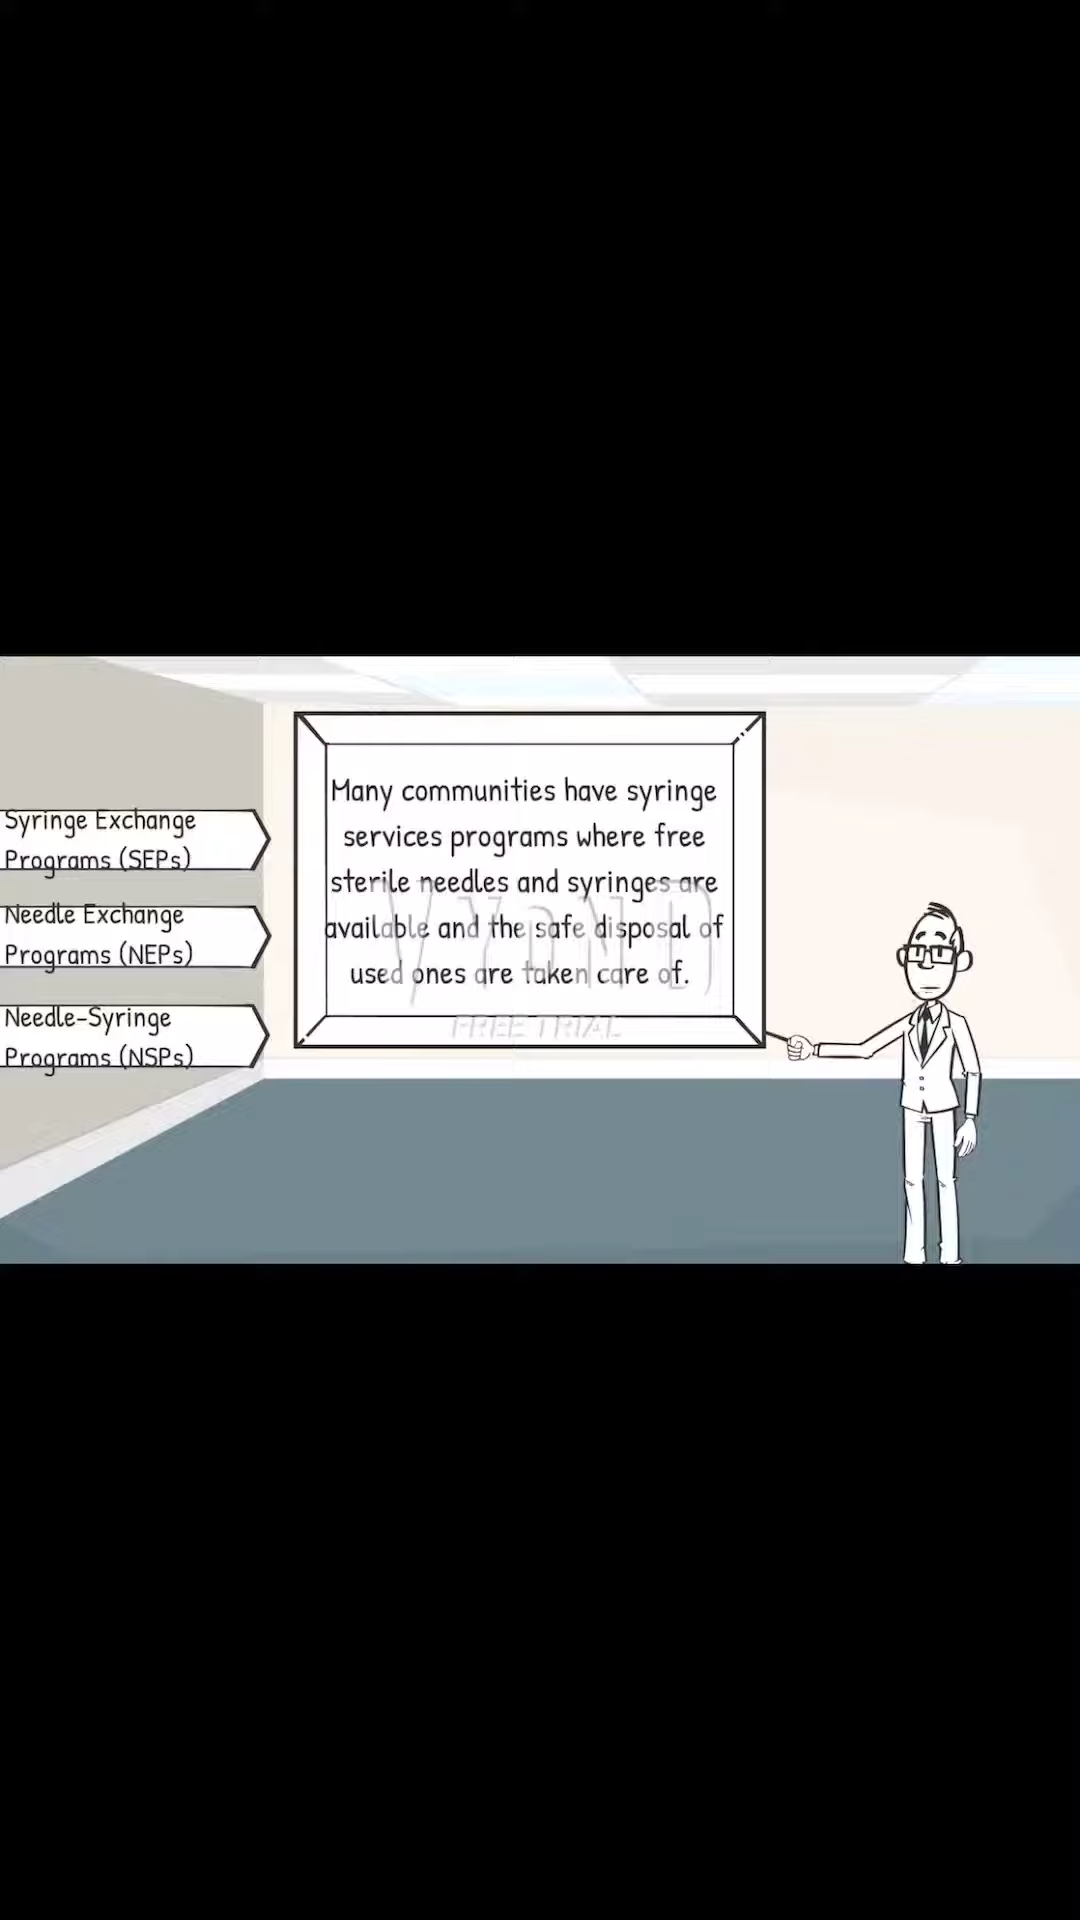 Syringe Exchange
Programs (SEPs)
Needle Exchange
Programs (NEPs)
Needle-Syringe
Programs (NSPs)
Many communities have syringe
services programs where free
sterile needles and syringes are
available and the safe disposal of
used ones are taken care of.
VYOND
FREE TRIAL